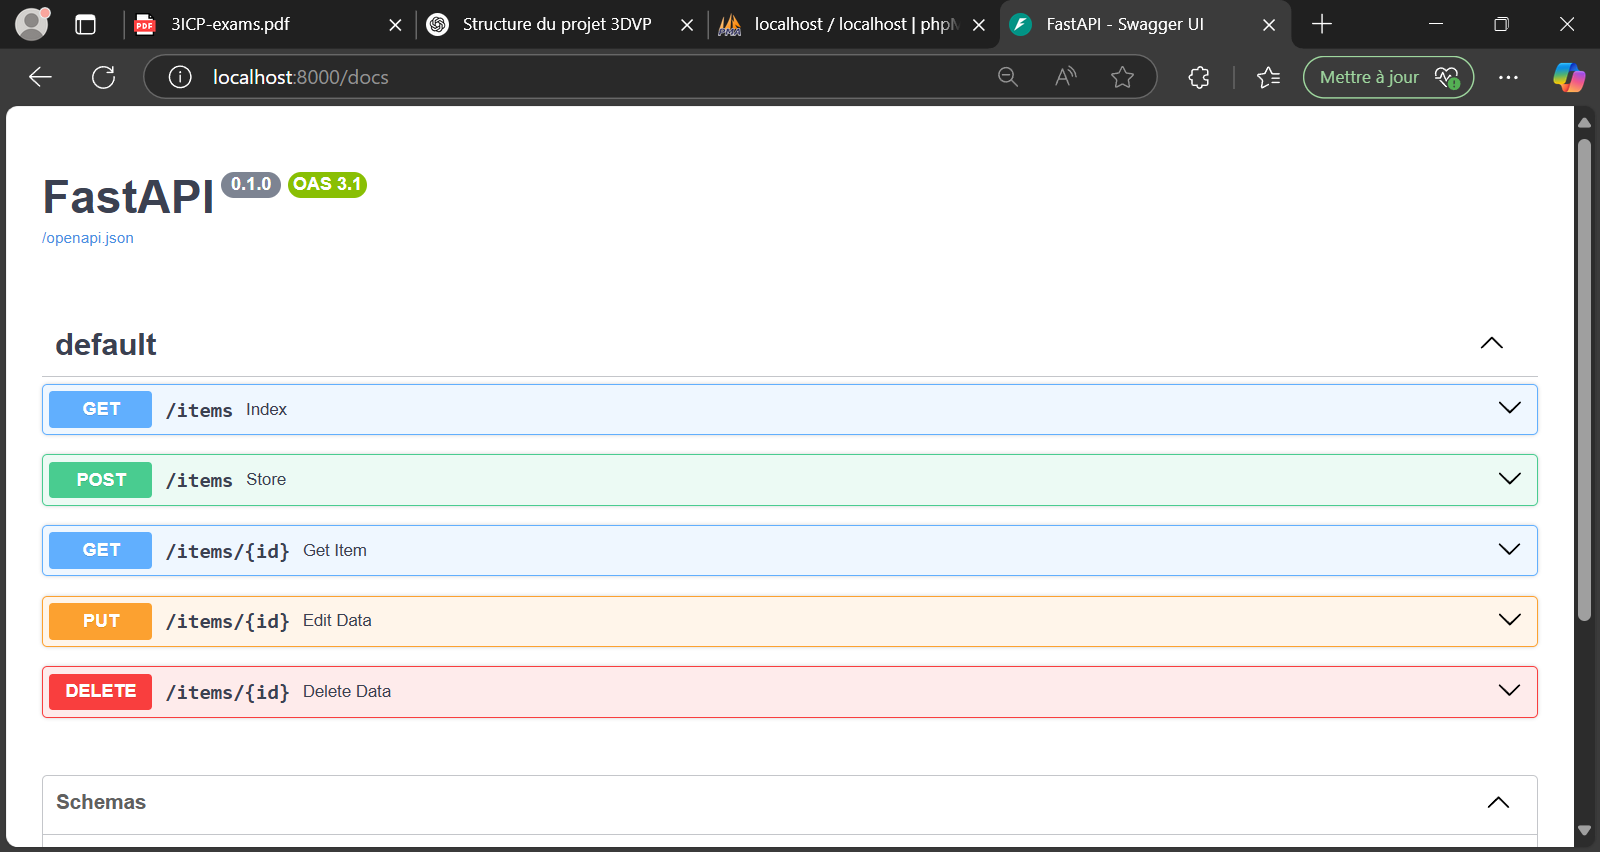 3ICP-exams.pdf
Structure du projet 3DVP
localhost / localhost | phpM
FastAPI - Swagger UI
localhost:8000/docs
Mettre à jour
FastAPI 0.1.0 OAS 3.1
/openapi.json
default
GET /items Index
POST /items Store
GET /items/{id} Get Item
PUT /items/{id} Edit Data
DELETE /items/{id} Delete Data
Schemas